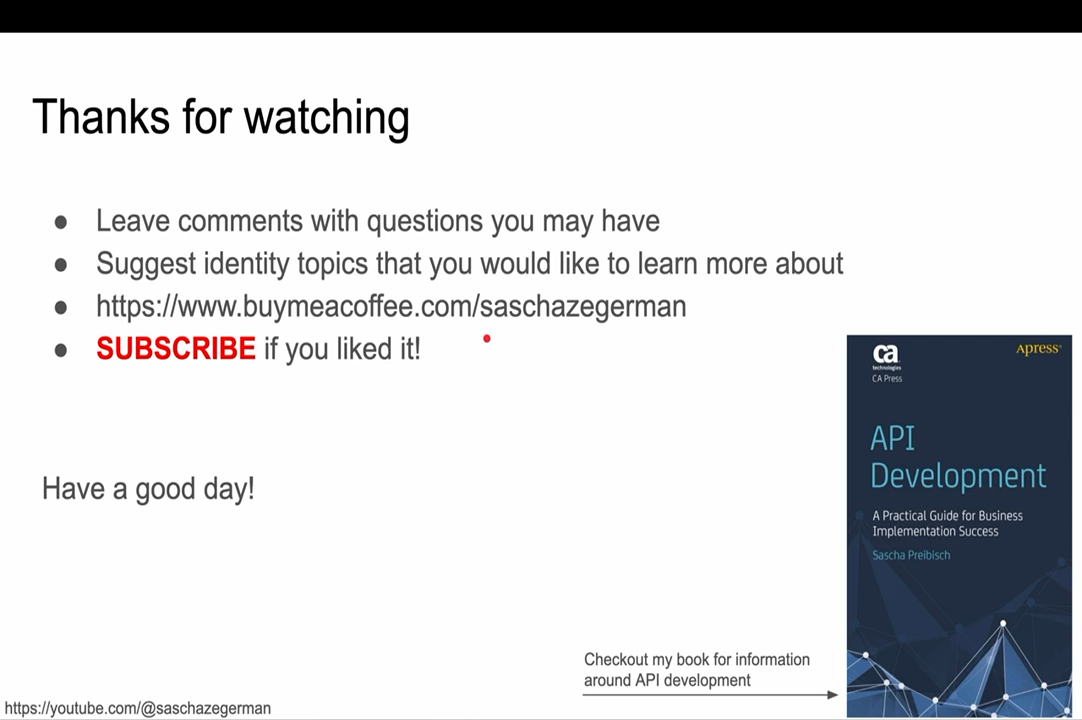 Thanks for watching
● Leave comments with questions you may have
● Suggest identity topics that you would like to learn more about
● https://www.buymeacoffee.com/saschazegerman
● SUBSCRIBE if you liked it!
Have a good day!
ca
technologies
CA Press
Apress®
API
Development
A Practical Guide for Business
Implementation Success
Sascha Preibisch
Checkout my book for information
around API development
https://youtube.com/@saschazegerman